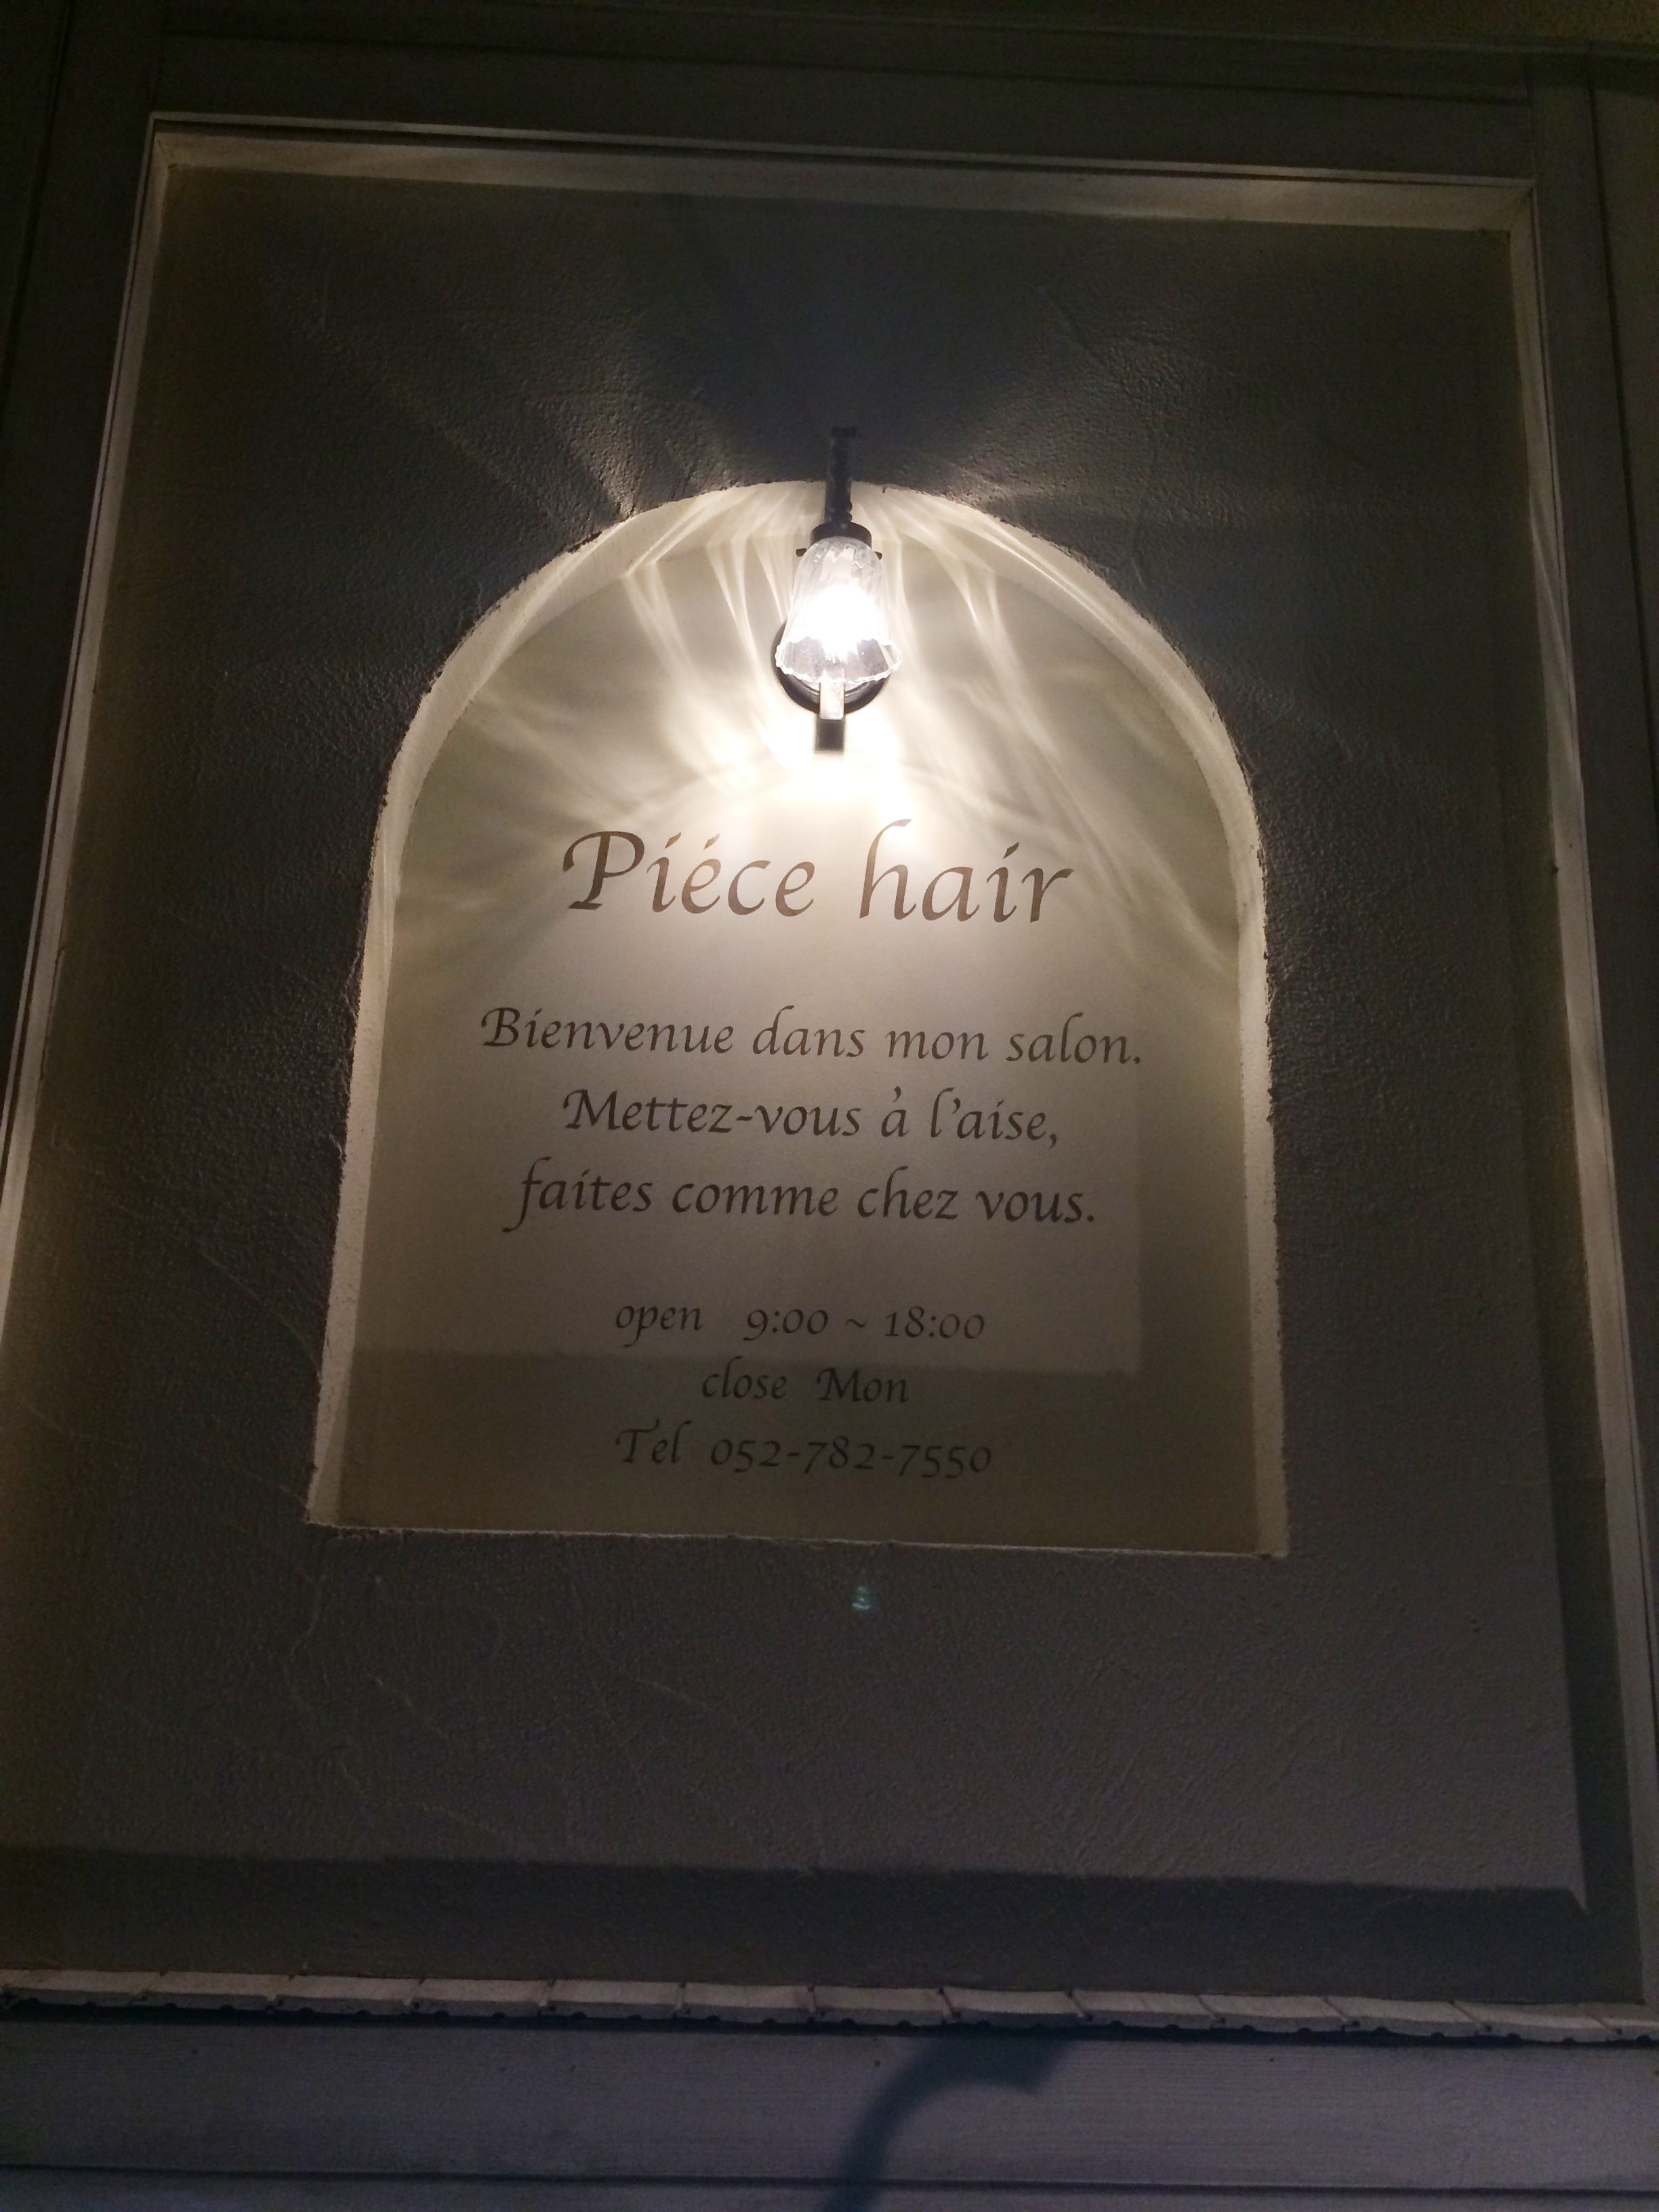 Piéce hair
Bienvenue dans mon salon.
Mettez-vous à l'aise,
faites comme chez vous.
open 9:00 ~ 18:00
close Mon
Tel 052-782-7550